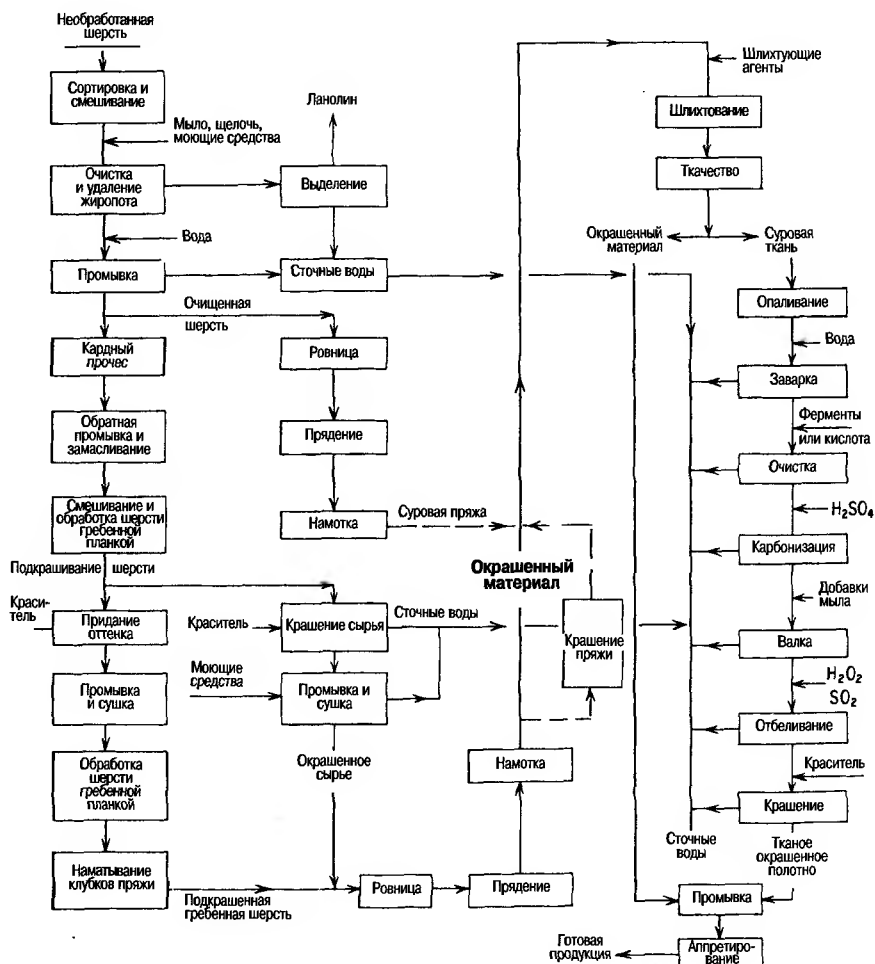 Необработанная
шерсть
Сортировка и
смешивание
Мыло, щелочь,
моющие средства
Очистка
и удаление
жиропота
Вода
Промывка
Ланолин
Выделение
Сточные воды
Очищенная
шерсть
Кардный
прочес
Обратная
промывка и
замасливание
Смешивание и
обработка шерсти
гребенной
планкой
Ровница
Прядение
Намотка
Суровая пряжа
Подкрашивание шерсти
Краси-
тель
Придание
оттенка
Промывка
и сушка
Обработка
шерсти
гребенной
планкой
Наматывание
клубков пряжи
Краситель
Крашение сырья
Сточные воды
Моющие
средства
Промывка и
сушка
Окрашенное
сырье
Подкрашенная
гребенная шерсть
Ровница
Прядение
Намотка
Окрашенный
материал
Крашение
пряжи
Шлихтующие
агенты
Шлихтование
Ткачество
Окрашенный
материал
Суровая
ткань
Опаливание
Вода
Заварка
Ферменты
или кислота
Очистка
H₂SO₄
Карбонизация
Добавки
мыла
Валка
H₂O₂
SO₂
Отбеливание
Краситель
Крашение
Сточные
воды
Тканое
окрашенное
полотно
Промывка
Аппретиро-
вание
Готовая
продукция